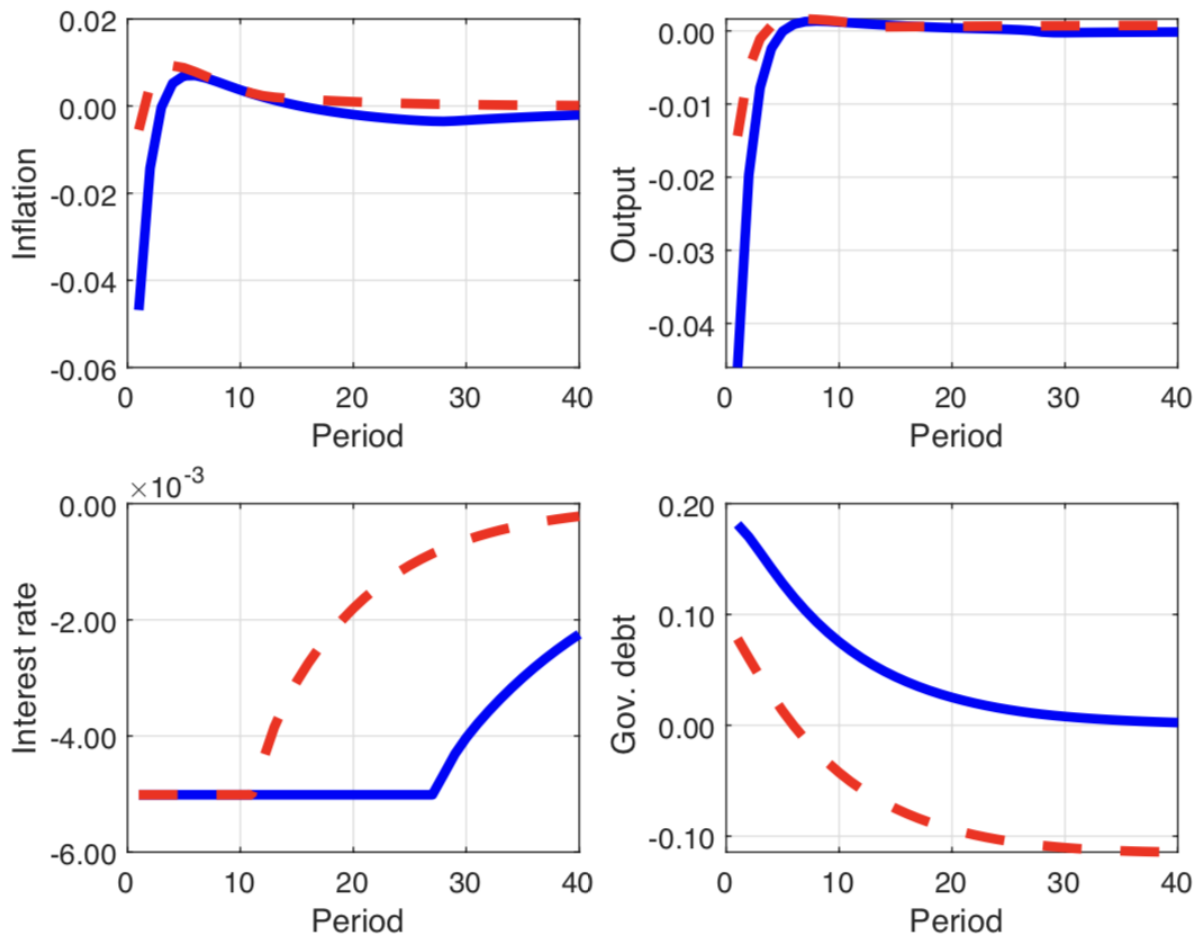 0.02
0.00
-0.02
-0.04
-0.06
Inflation
0 10 20 30 40
Period
0.00
-0.01
-0.02
-0.03
-0.04
Output
0 10 20 30 40
Period
×10⁻³
0.00
-2.00
-4.00
-6.00
Interest rate
0 10 20 30 40
Period
0.20
0.10
0.00
-0.10
Gov. debt
0 10 20 30 40
Period